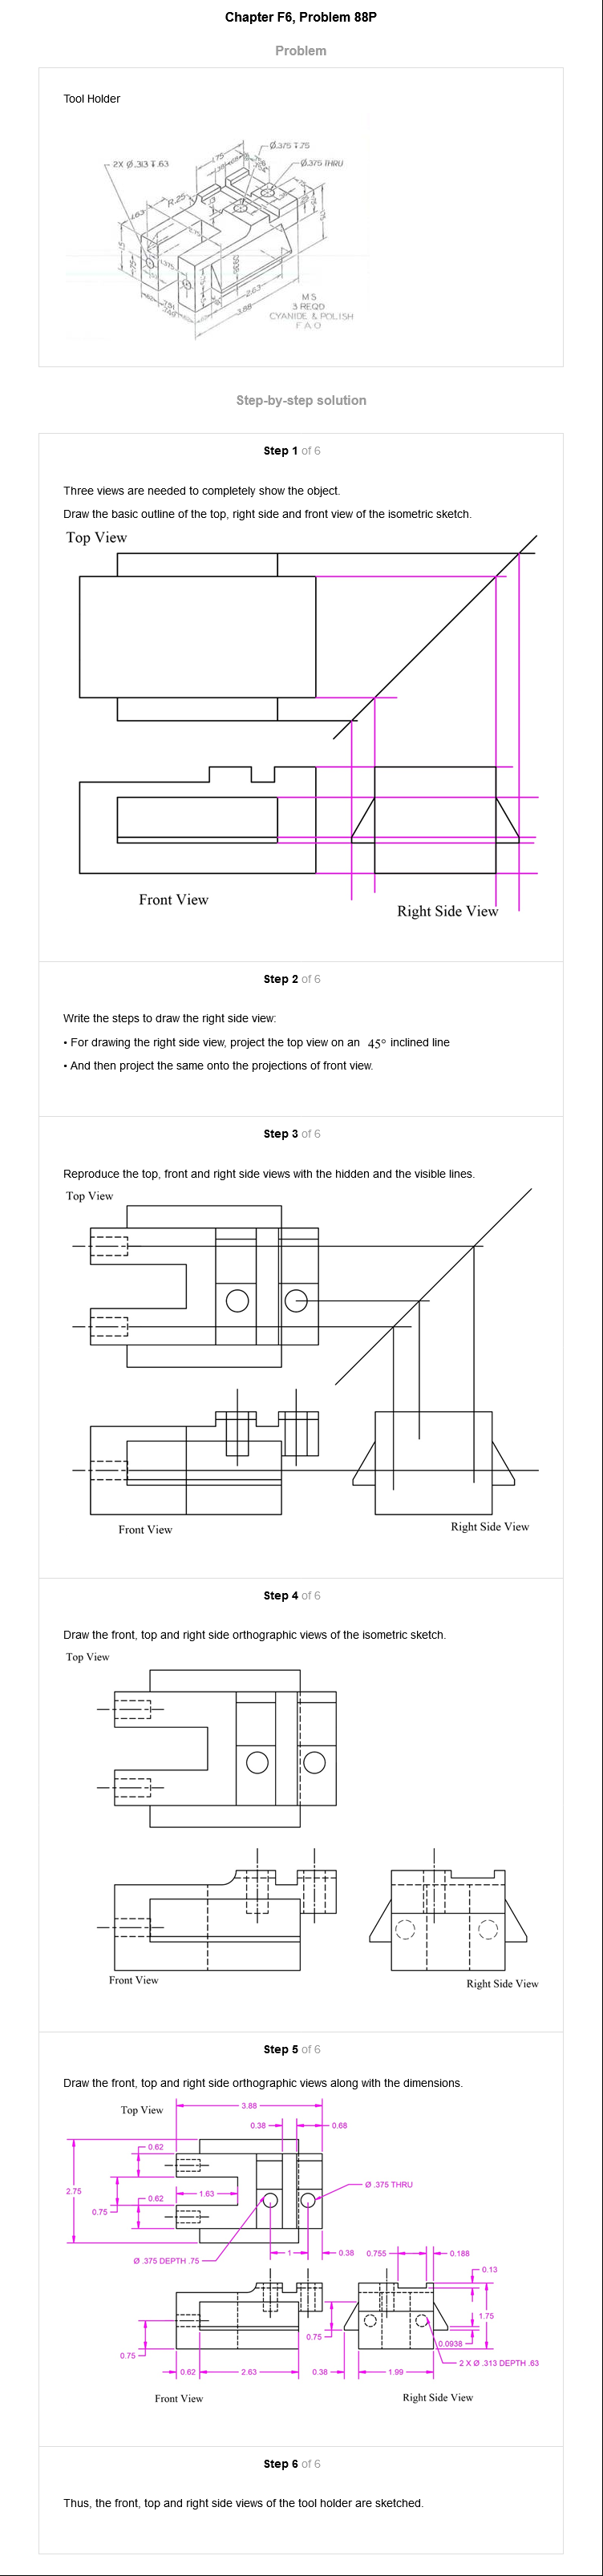 Chapter F6, Problem 88P
Problem
Tool Holder
2X Ø.313 ↧.63
Ø.375 ↧.75
Ø.375 THRU
1.75
R.25
1.63
2.63
3.88
MS
3 REQD
CYANIDE & POLISH
FAO
Step-by-step solution
Step 1 of 6
Three views are needed to completely show the object.
Draw the basic outline of the top, right side and front view of the isometric sketch.
Top View
Front View
Right Side View
Step 2 of 6
Write the steps to draw the right side view:
• For drawing the right side view, project the top view on an 45° inclined line
• And then project the same onto the projections of front view.
Step 3 of 6
Reproduce the top, front and right side views with the hidden and the visible lines.
Top View
Front View
Right Side View
Step 4 of 6
Draw the front, top and right side orthographic views of the isometric sketch.
Top View
Front View
Right Side View
Step 5 of 6
Draw the front, top and right side orthographic views along with the dimensions.
Top View
3.88
0.38
0.68
0.62
2.75
1.63
0.62
0.75
Ø .375 THRU
Ø .375 DEPTH .75
1
0.38
0.755
0.188
0.13
1.75
0.75
0.0938
0.75
2 X Ø .313 DEPTH .63
0.62
2.63
0.38
1.99
Front View
Right Side View
Step 6 of 6
Thus, the front, top and right side views of the tool holder are sketched.